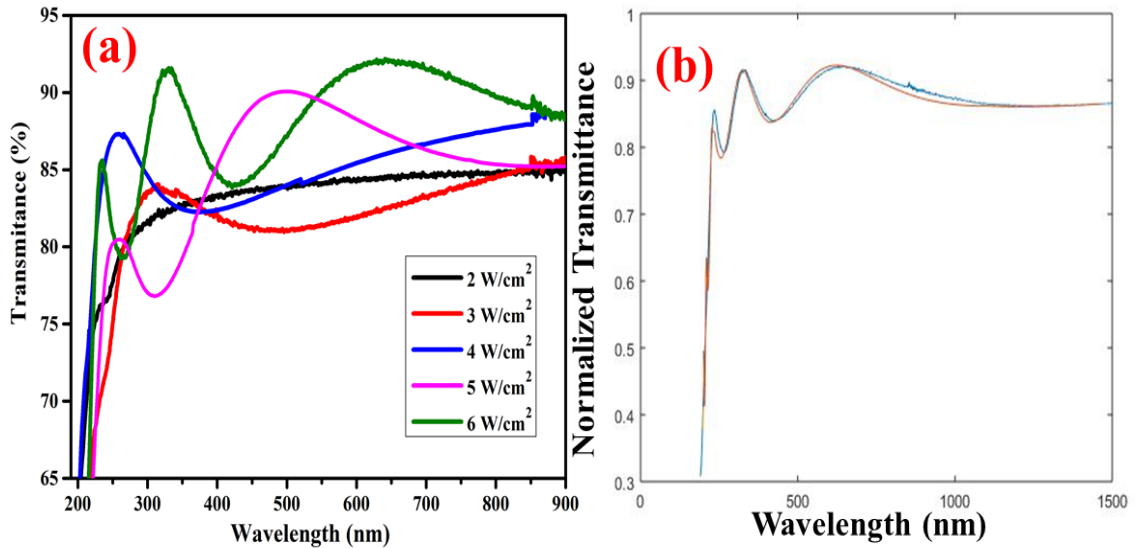 (a)
Transmitance (%)
95
90
85
80
75
70
65
200 300 400 500 600 700 800 900
Wavelength (nm)
2 W/cm²
3 W/cm²
4 W/cm²
5 W/cm²
6 W/cm²
(b)
Normalized Transmittance
1
0.9
0.8
0.7
0.6
0.5
0.4
0.3
0 500 1000 1500
Wavelength (nm)